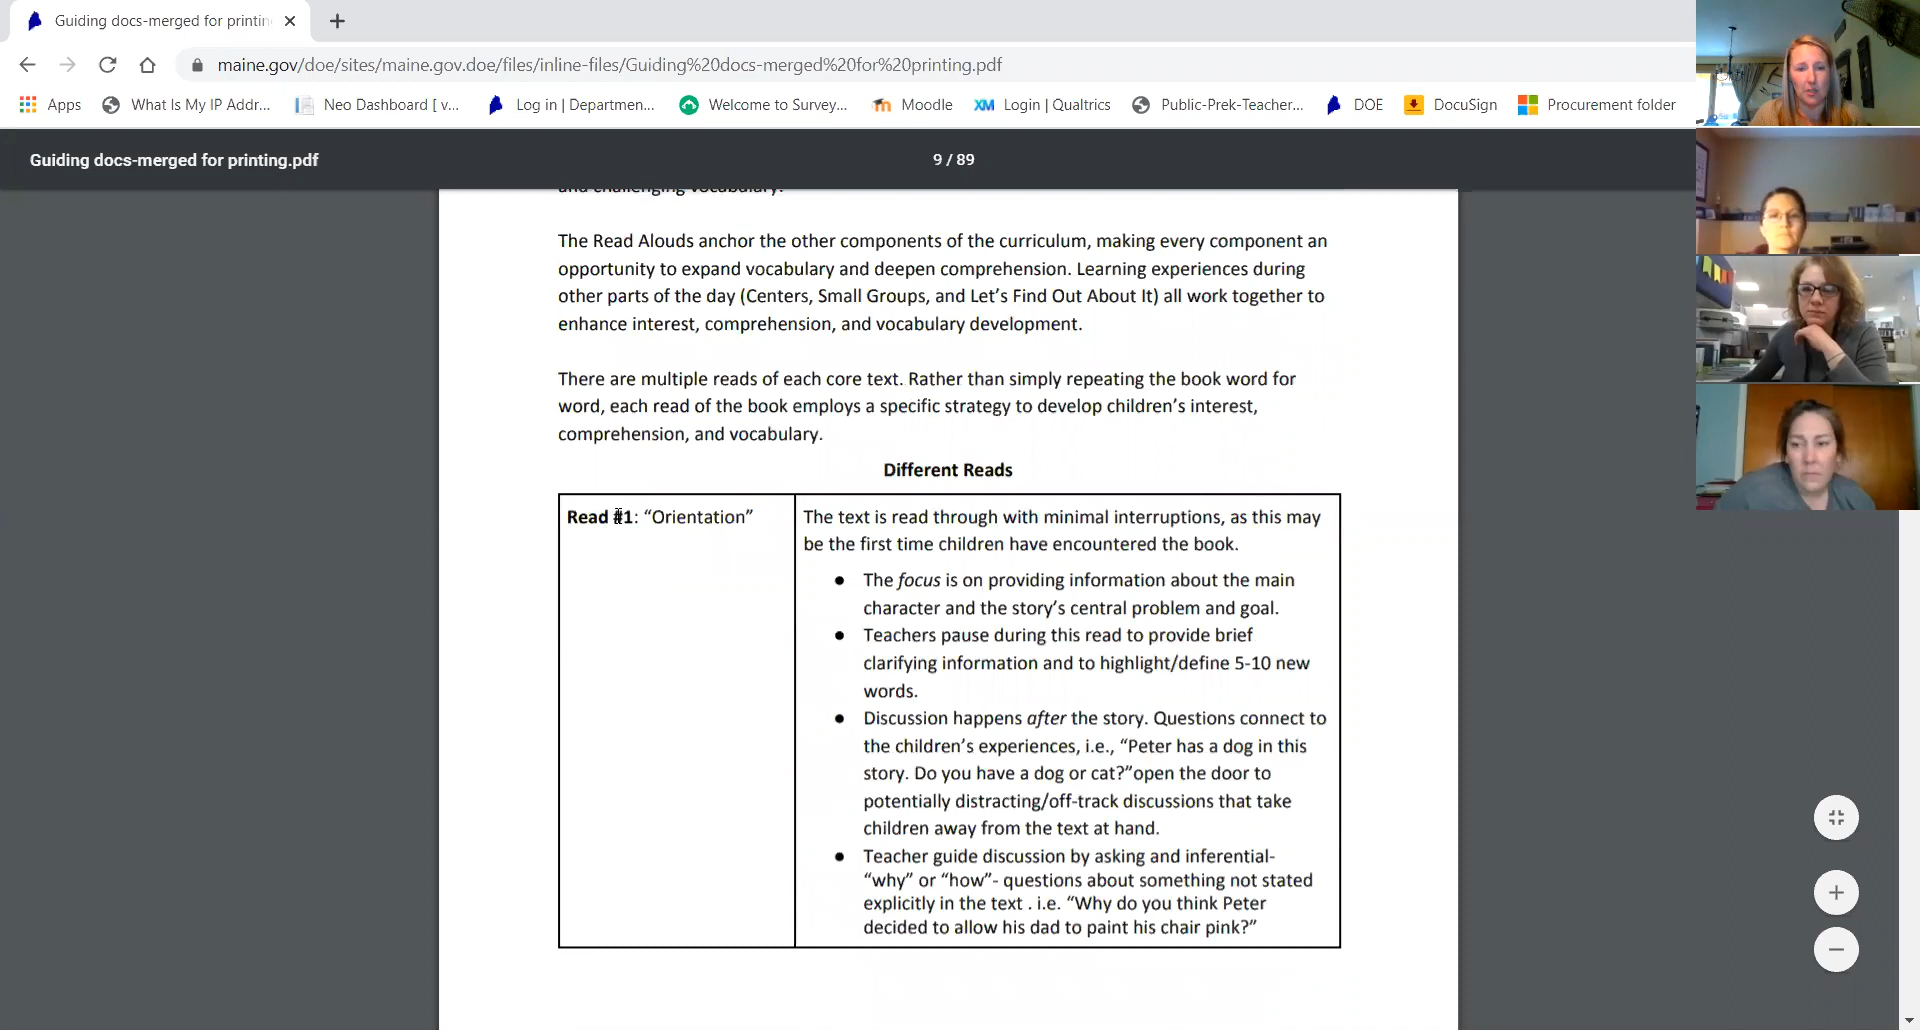 Guiding docs-merged for printin
maine.gov/doe/sites/maine.gov.doe/files/inline-files/Guiding%20docs-merged%20for%20printing.pdf
Apps What Is My IP Addr... Neo Dashboard [ v... Log in | Departmen... Welcome to Survey... Moodle XM Login | Qualtrics Public-Prek-Teacher... DOE DocuSign Procurement folder
Guiding docs-merged for printing.pdf 9 / 89
and challenging vocabulary.
The Read Alouds anchor the other components of the curriculum, making every component an
opportunity to expand vocabulary and deepen comprehension. Learning experiences during
other parts of the day (Centers, Small Groups, and Let’s Find Out About It) all work together to
enhance interest, comprehension, and vocabulary development.
There are multiple reads of each core text. Rather than simply repeating the book word for
word, each read of the book employs a specific strategy to develop children’s interest,
comprehension, and vocabulary.
Different Reads
Read #1: “Orientation”
The text is read through with minimal interruptions, as this may
be the first time children have encountered the book.
● The focus is on providing information about the main
character and the story’s central problem and goal.
● Teachers pause during this read to provide brief
clarifying information and to highlight/define 5-10 new
words.
● Discussion happens after the story. Questions connect to
the children’s experiences, i.e., “Peter has a dog in this
story. Do you have a dog or cat?”open the door to
potentially distracting/off-track discussions that take
children away from the text at hand.
● Teacher guide discussion by asking and inferential-
“why” or “how”- questions about something not stated
explicitly in the text . i.e. “Why do you think Peter
decided to allow his dad to paint his chair pink?”